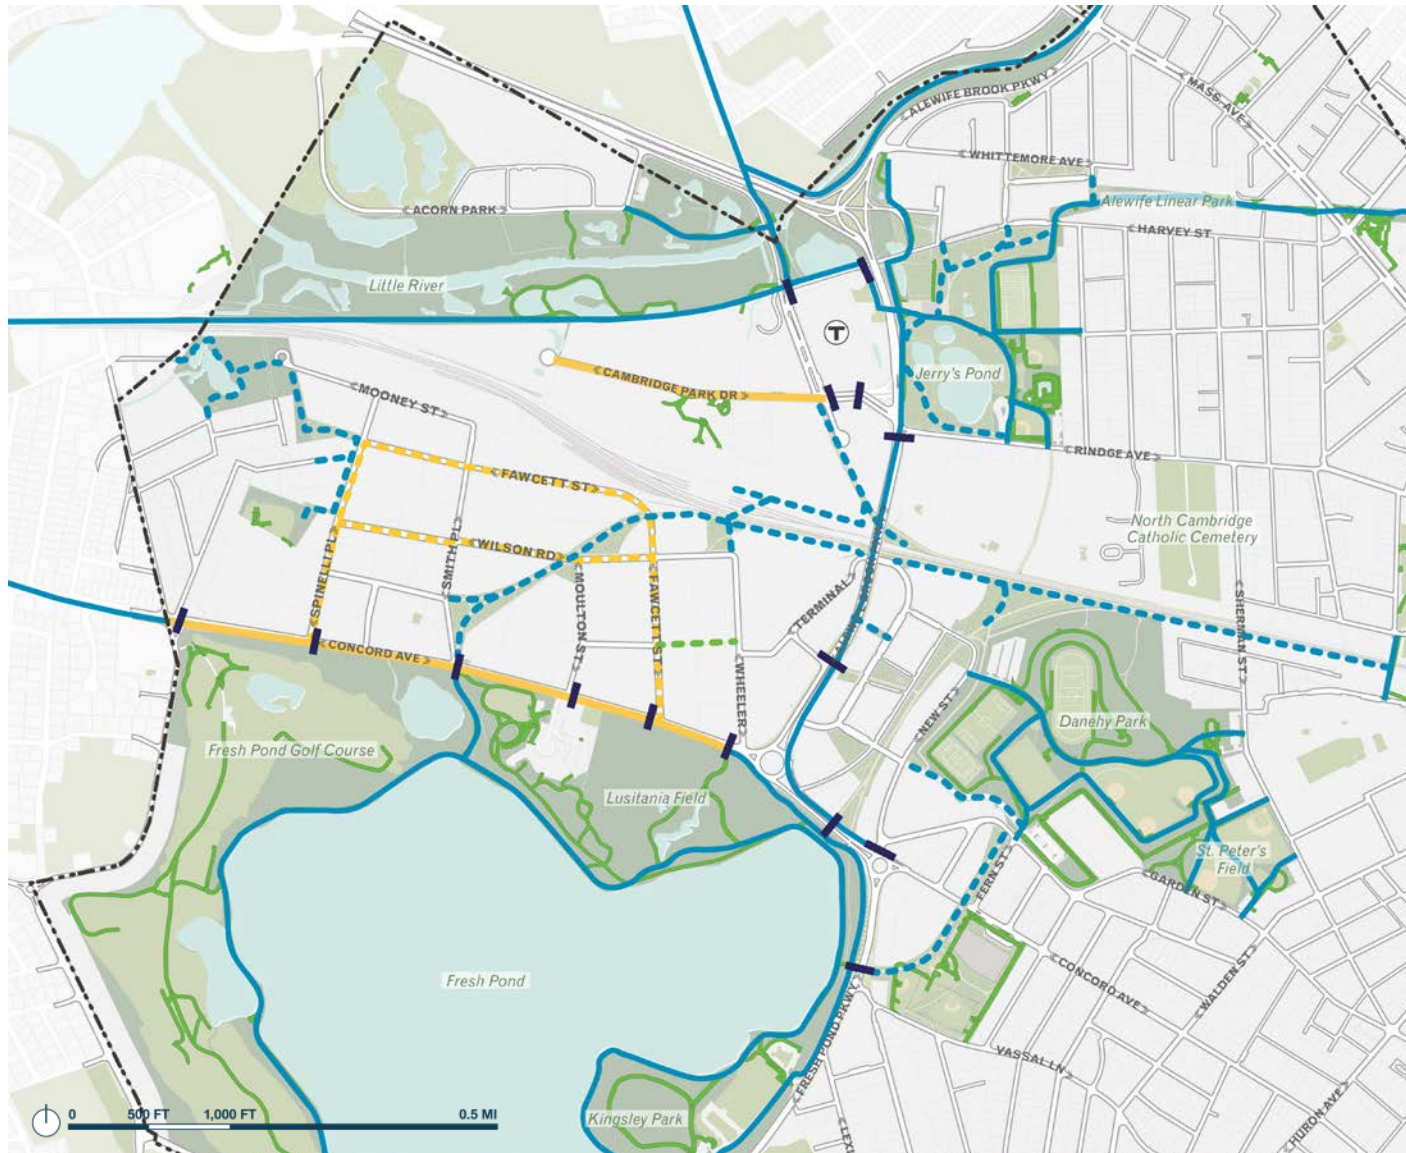 ALEWIFE BROOK PKWY
MASS AVE
WHITTEMORE AVE
Alewife Linear Park
ACORN PARK
HARVEY ST
Little River
T
CAMBRIDGE PARK DR
Jerry's Pond
MOONEY ST
RINDGE AVE
FAWCETT ST
North Cambridge
Catholic Cemetery
WILSON RD
SPINELLI PL
SMITH PL
MOULTON ST
FAWCETT ST
TERMINAL
SHERMAN ST
CONCORD AVE
WHEELER
NEW ST
Danehy Park
Fresh Pond Golf Course
Lusitania Field
St. Peter's
Field
FERN ST
GARDEN ST
Fresh Pond
CONCORD AVE
WALDEN ST
FRESH POND PKWY
VASSAL LN
Kingsley Park
HURON AVE
LEXI
0 500 FT 1,000 FT 0.5 MI